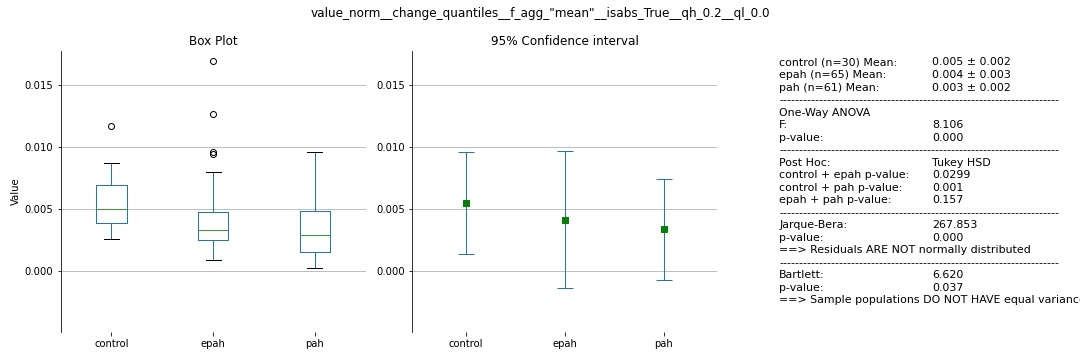 value_norm__change_quantiles__f_agg_"mean"__isabs_True__qh_0.2__ql_0.0
Box Plot
Value
0.015
0.010
0.005
0.000
control
epah
pah
95% Confidence interval
0.015
0.010
0.005
0.000
control
epah
pah
control (n=30) Mean: 0.005 ± 0.002
epah (n=65) Mean: 0.004 ± 0.003
pah (n=61) Mean: 0.003 ± 0.002
One-Way ANOVA
F: 8.106
p-value: 0.000
Post Hoc: Tukey HSD
control + epah p-value: 0.0299
control + pah p-value: 0.001
epah + pah p-value: 0.157
Jarque-Bera: 267.853
p-value: 0.000
==> Residuals ARE NOT normally distributed
Bartlett: 6.620
p-value: 0.037
==> Sample populations DO NOT HAVE equal varianc